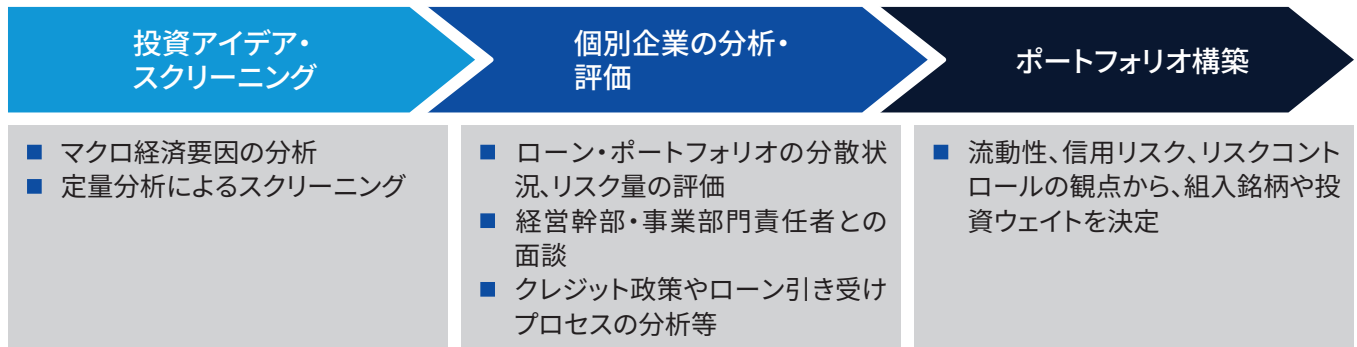 投資アイデア・
スクリーニング
個別企業の分析・
評価
ポートフォリオ構築
■ マクロ経済要因の分析
■ 定量分析によるスクリーニング
■ ローン・ポートフォリオの分散状
況、リスク量の評価
■ 経営幹部・事業部門責任者との
面談
■ クレジット政策やローン引き受け
プロセスの分析等
■ 流動性、信用リスク、リスクコント
ロールの観点から、組入銘柄や投
資ウェイトを決定